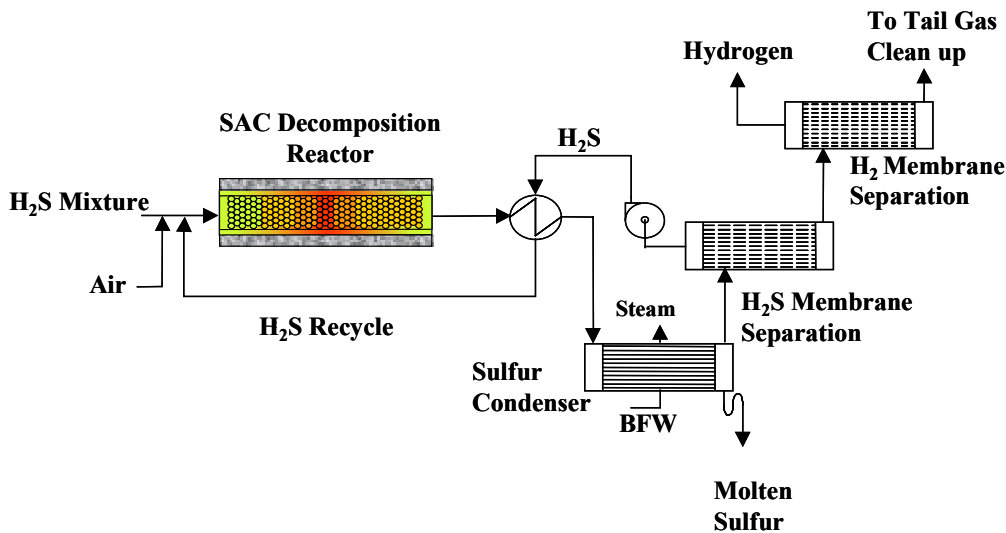 To Tail Gas
Clean up
Hydrogen
SAC Decomposition
Reactor
H₂S
H₂ Membrane
Separation
H₂S Mixture
Air
H₂S Recycle
Steam
H₂S Membrane
Separation
Sulfur
Condenser
BFW
Molten
Sulfur